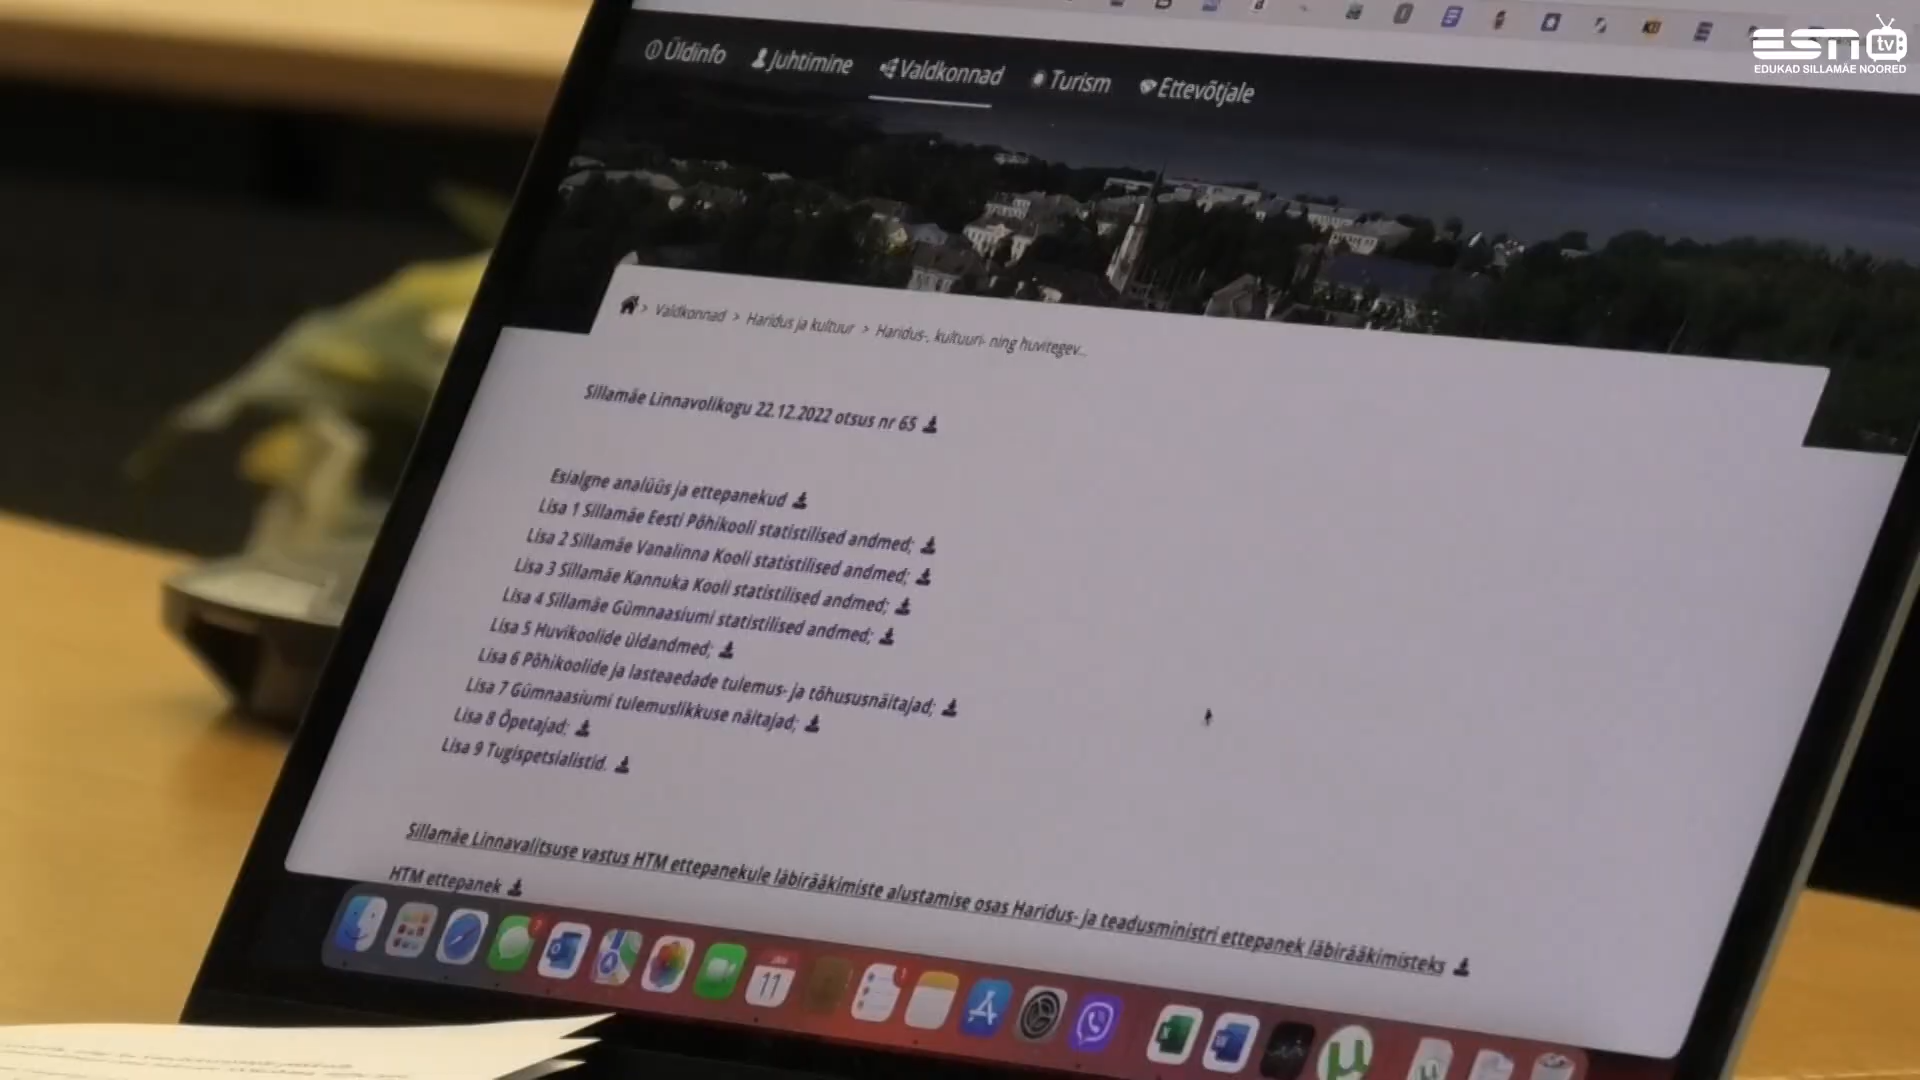 ESN tv
EDUKAD SILLAMÄE NOORED
Üldinfo Juhtimine Valdkonnad Turism Ettevõtjale
> Valdkonnad > Haridus ja kultuur > Haridus-, kultuuri- ning huvitegev...
Sillamäe Linnavolikogu 22.12.2022 otsus nr 65
Esialgne analüüs ja ettepanekud
Lisa 1 Sillamäe Eesti Põhikooli statistilised andmed;
Lisa 2 Sillamäe Vanalinna Kooli statistilised andmed;
Lisa 3 Sillamäe Kannuka Kooli statistilised andmed;
Lisa 4 Sillamäe Gümnaasiumi statistilised andmed;
Lisa 5 Huvikoolide üldandmed;
Lisa 6 Põhikoolide ja lasteaedade tulemus- ja tõhususnäitajad;
Lisa 7 Gümnaasiumi tulemuslikkuse näitajad;
Lisa 8 Õpetajad;
Lisa 9 Tugispetsialistid.
Sillamäe Linnavalitsuse vastus HTM ettepanekule läbirääkimiste alustamise osas Haridus- ja teadusministri ettepanek läbirääkimisteks
HTM ettepanek
11